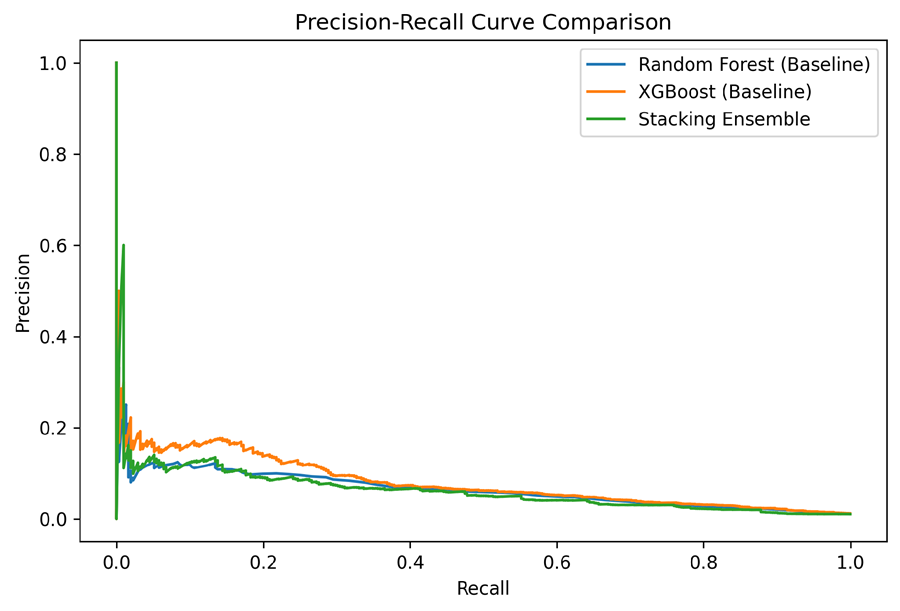 Precision-Recall Curve Comparison
Random Forest (Baseline)
XGBoost (Baseline)
Stacking Ensemble
Precision
1.0
0.8
0.6
0.4
0.2
0.0
0.0 0.2 0.4 0.6 0.8 1.0
Recall